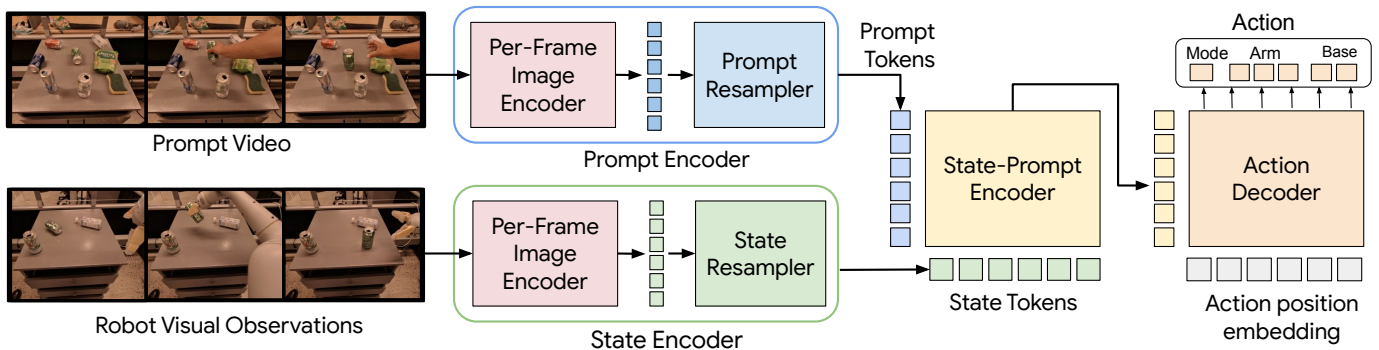 Prompt Video
Per-Frame
Image
Encoder
Prompt
Resampler
Prompt Encoder
Prompt
Tokens
Robot Visual Observations
Per-Frame
Image
Encoder
State
Resampler
State Encoder
State-Prompt
Encoder
State Tokens
Action
Mode Arm Base
Action
Decoder
Action position
embedding